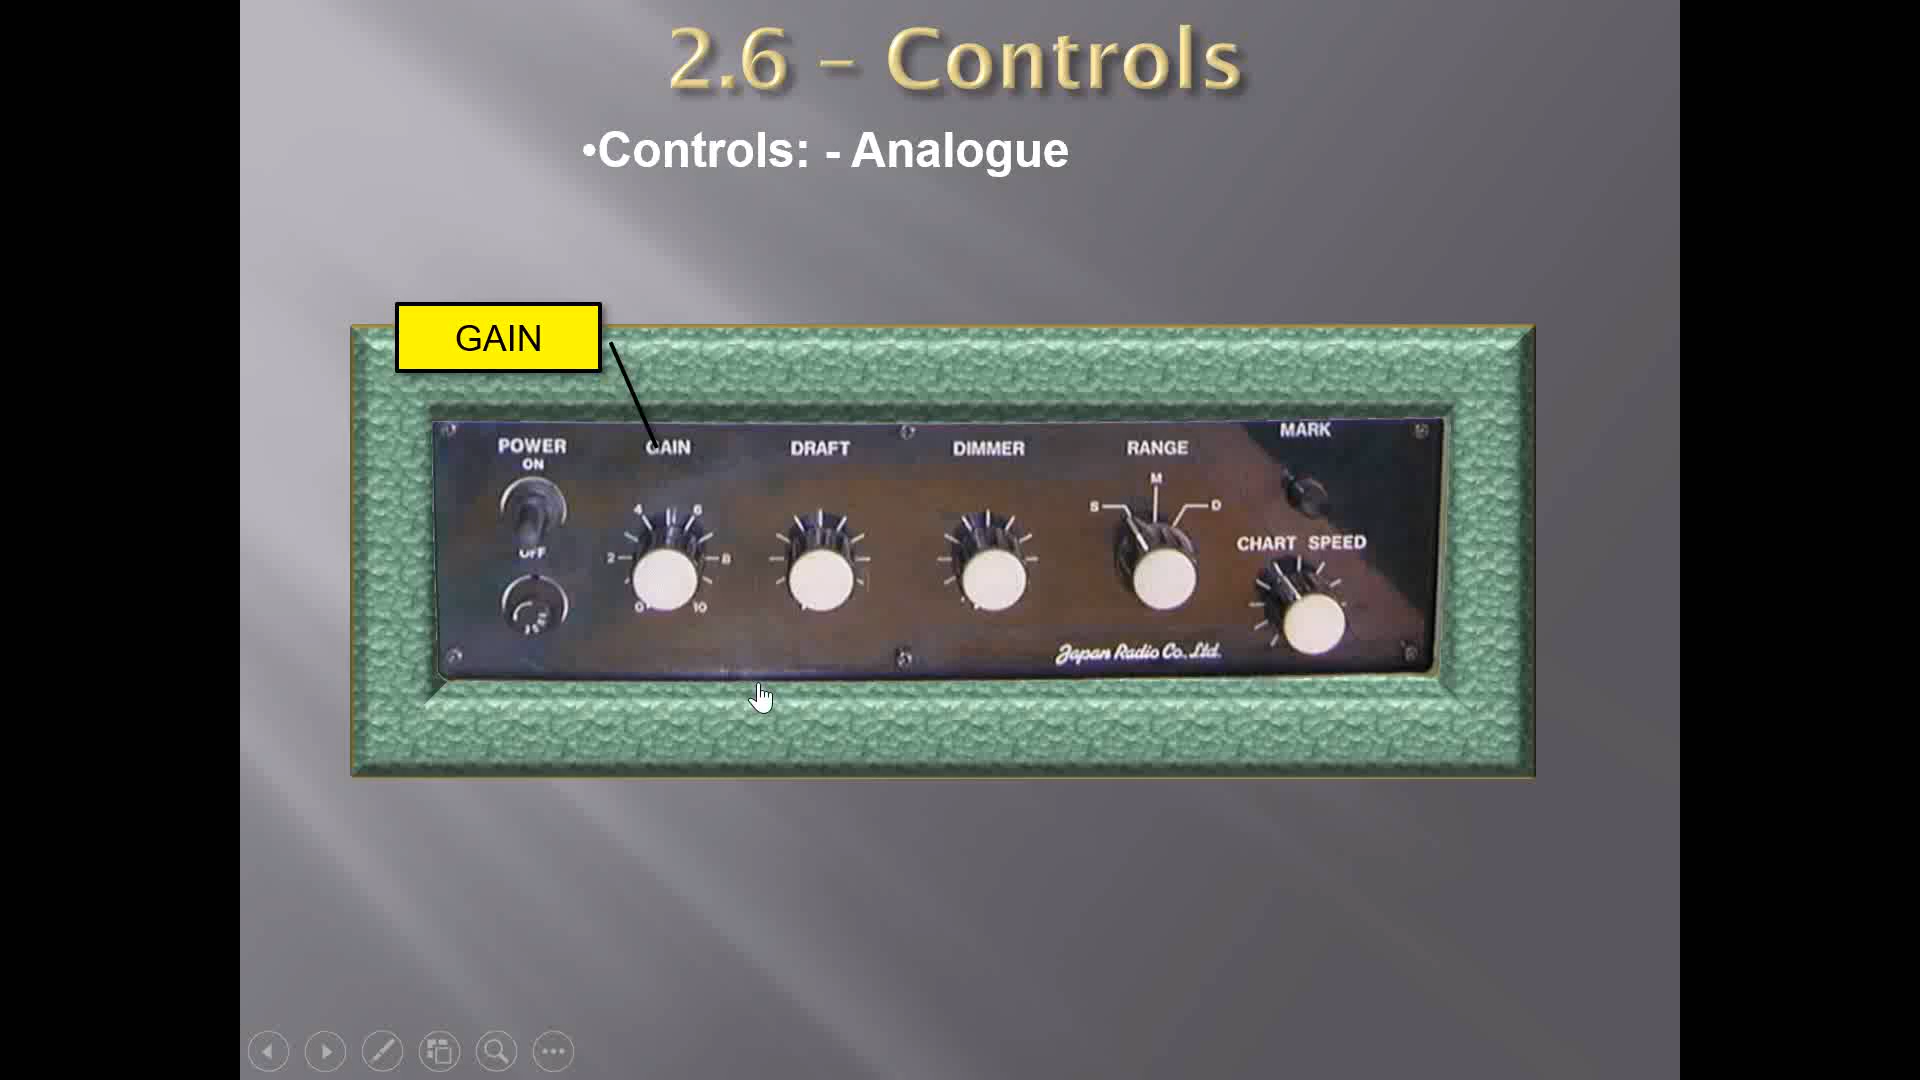 2.6 – Controls
•Controls: - Analogue
GAIN
POWER
ON
OFF
GAIN
4 6
2 8
0 10
DRAFT
DIMMER
RANGE
M
S D
MARK
CHART SPEED
Japan Radio Co., Ltd.